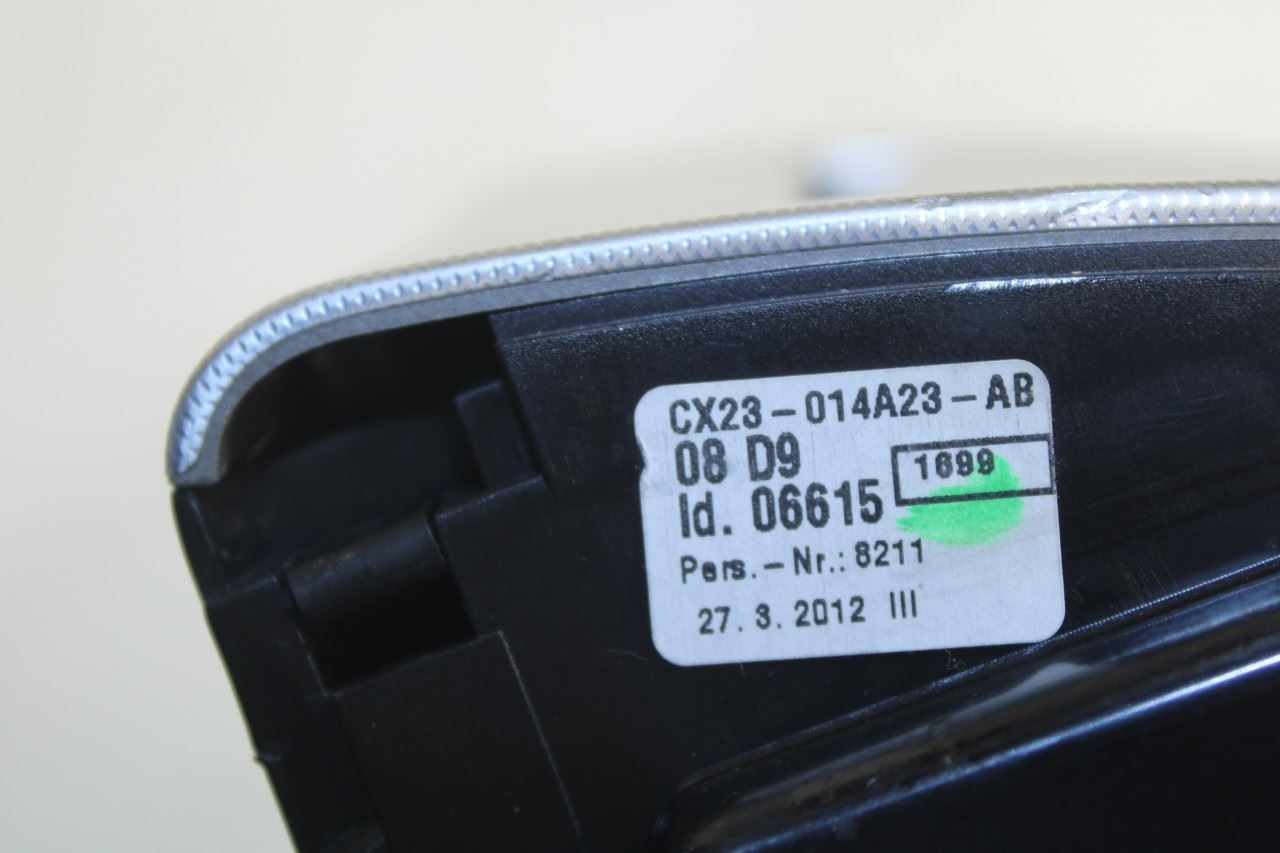 CX23-014A23-AB
08 D9
1699
Id. 06615
Pers.-Nr.: 8211
27.3.2012 III